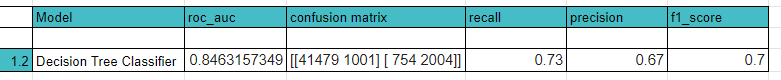 Model roc_auc confusion matrix recall precision f1_score
1.2 Decision Tree Classifier 0.8463157349 [[41479 1001] [ 754 2004]] 0.73 0.67 0.7